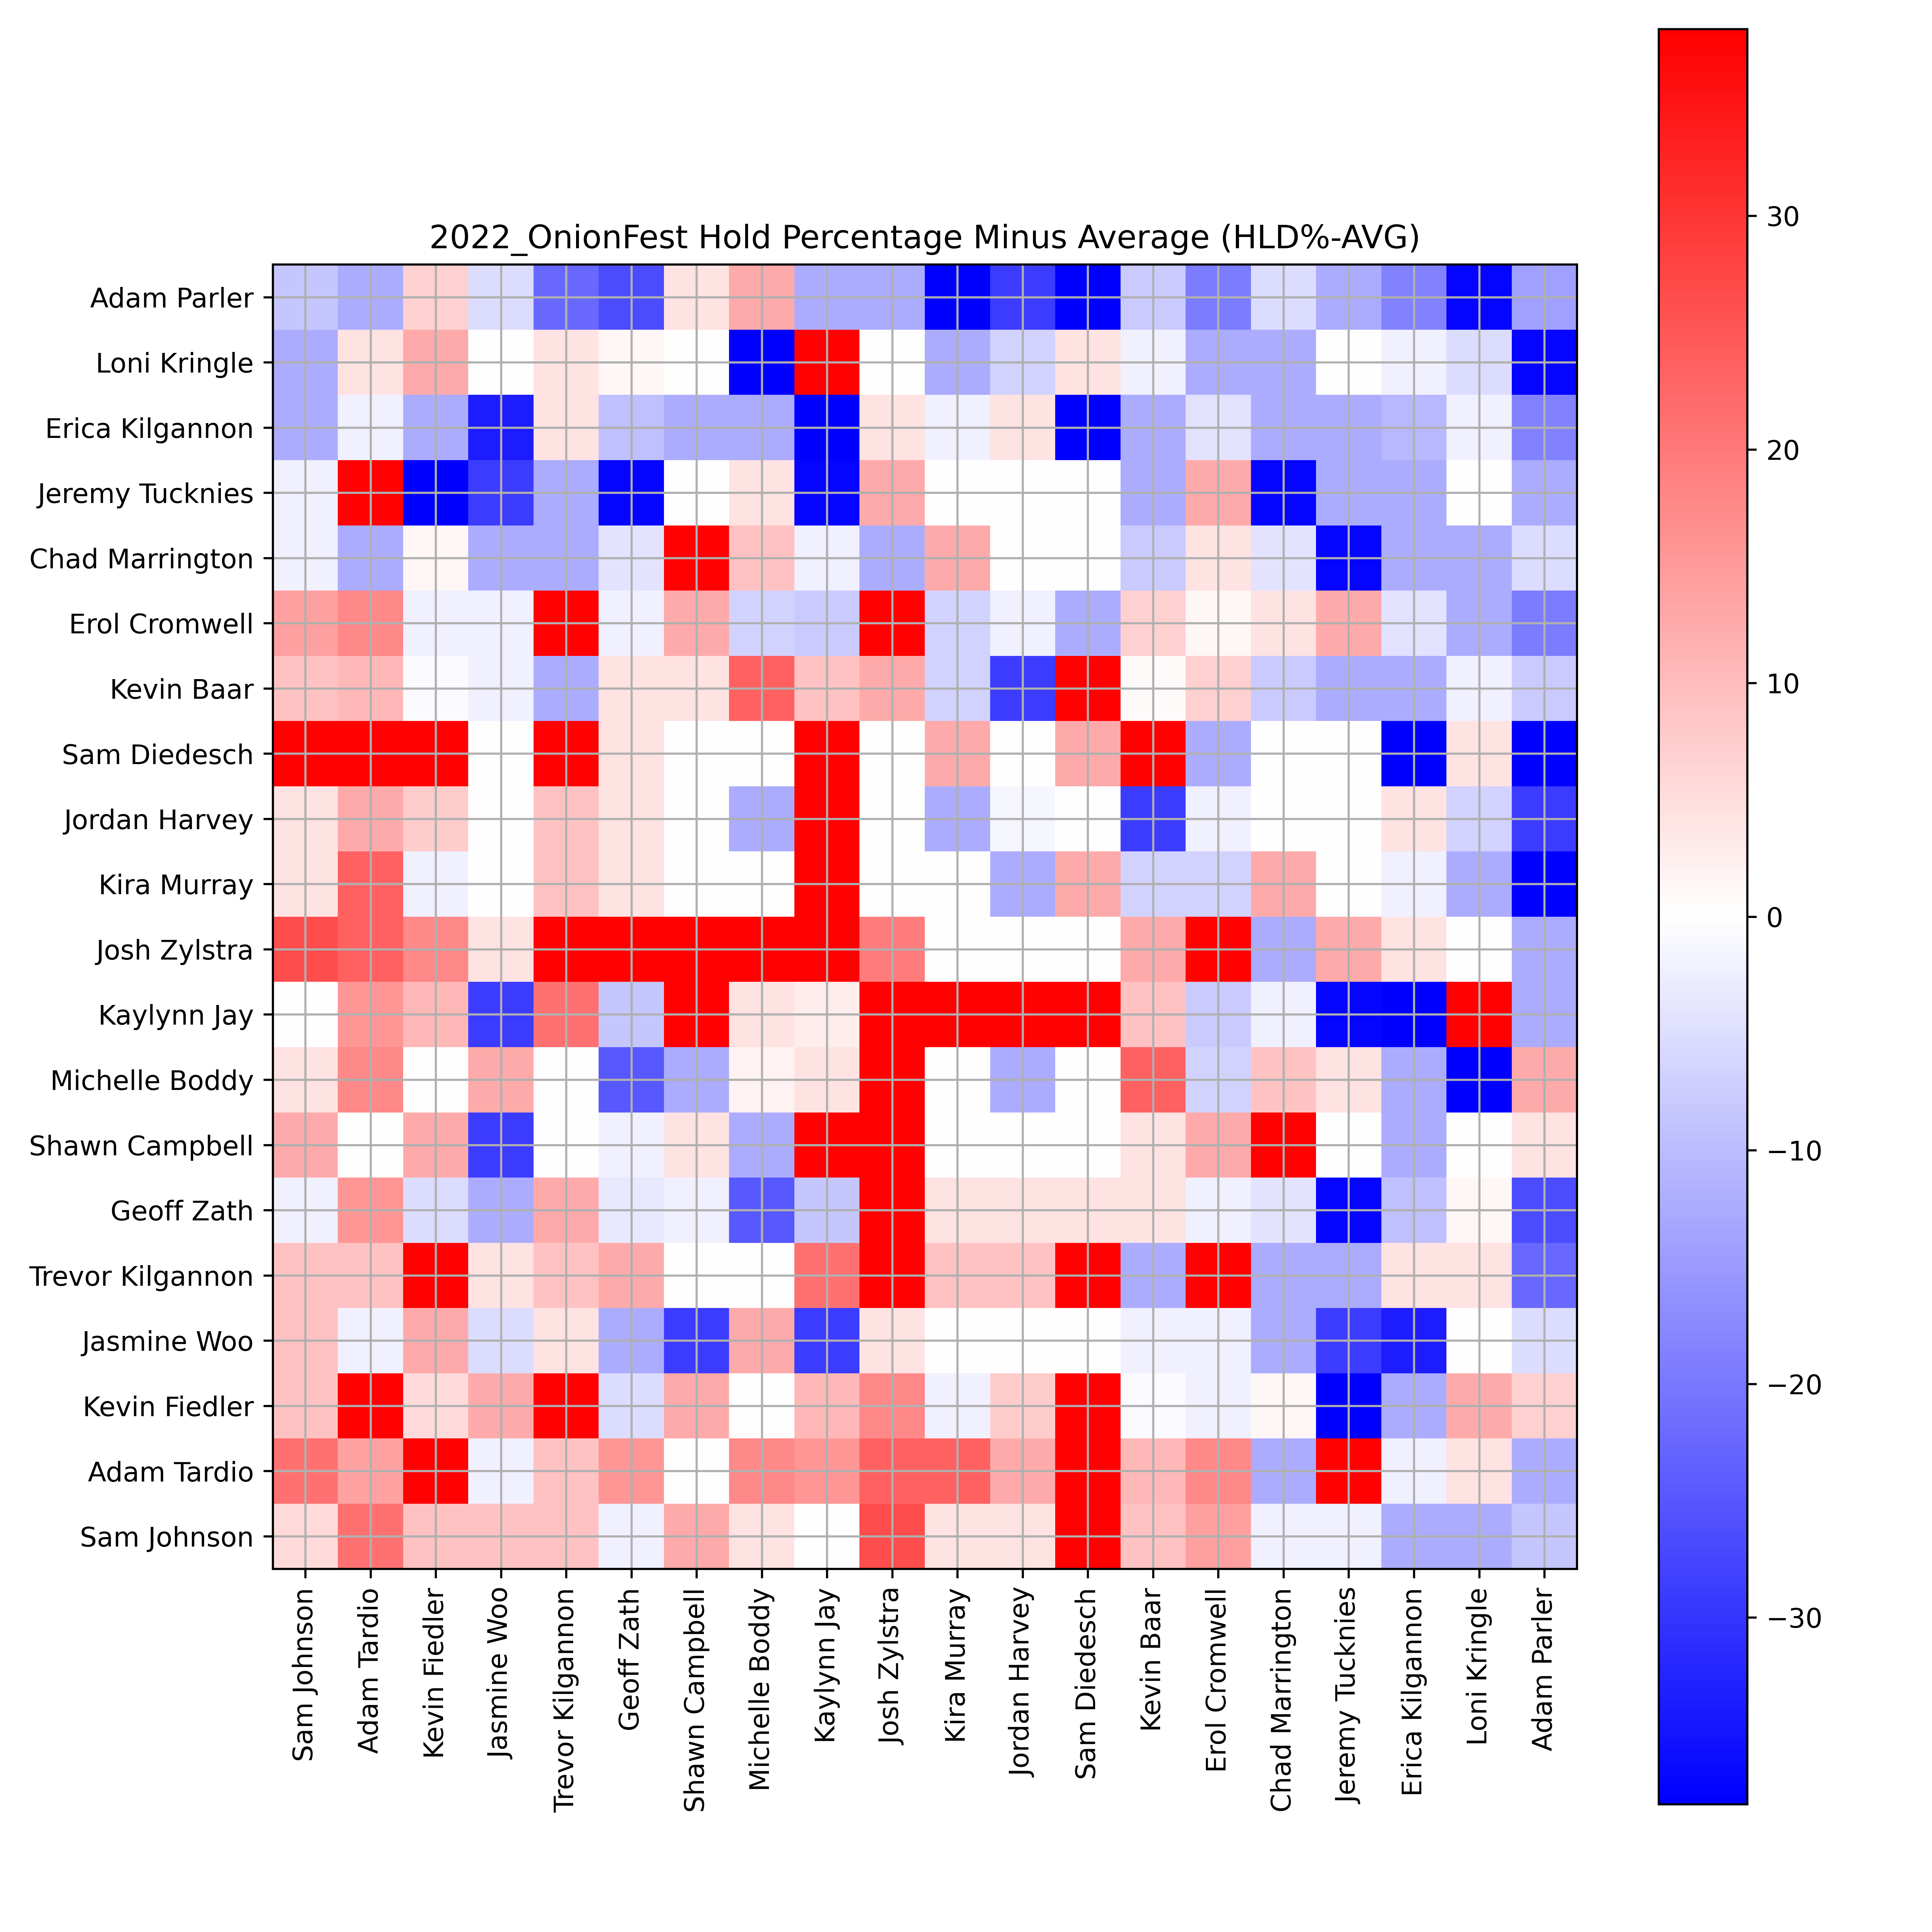 2022_OnionFest Hold Percentage Minus Average (HLD%-AVG)
Adam Parler
Loni Kringle
Erica Kilgannon
Jeremy Tucknies
Chad Marrington
Erol Cromwell
Kevin Baar
Sam Diedesch
Jordan Harvey
Kira Murray
Josh Zylstra
Kaylynn Jay
Michelle Boddy
Shawn Campbell
Geoff Zath
Trevor Kilgannon
Jasmine Woo
Kevin Fiedler
Adam Tardio
Sam Johnson
Sam Johnson
Adam Tardio
Kevin Fiedler
Jasmine Woo
Trevor Kilgannon
Geoff Zath
Shawn Campbell
Michelle Boddy
Kaylynn Jay
Josh Zylstra
Kira Murray
Jordan Harvey
Sam Diedesch
Kevin Baar
Erol Cromwell
Chad Marrington
Jeremy Tucknies
Erica Kilgannon
Loni Kringle
Adam Parler
30
20
10
0
−10
−20
−30